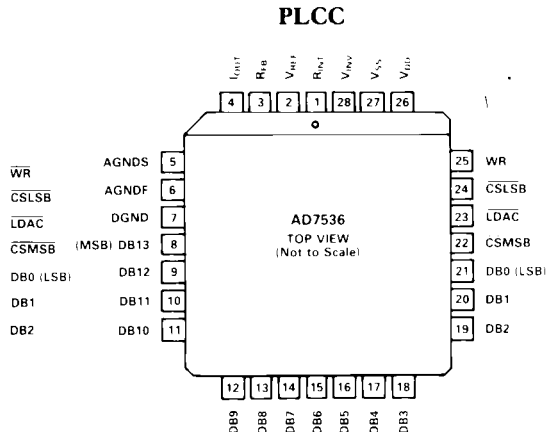 PLCC
IOUT RFB VREF RINT VINV VSS VDD
4 3 2 1 28 27 26
WR
CSLSB
LDAC
CSMSB
DB0 (LSB)
DB1
DB2
AGNDS 5
AGNDF 6
DGND 7
(MSB) DB13 8
DB12 9
DB11 10
DB10 11
AD7536
TOP VIEW
(Not to Scale)
25 WR
24 CSLSB
23 LDAC
22 CSMSB
21 DB0 (LSB)
20 DB1
19 DB2
12 13 14 15 16 17 18
DB9 DB8 DB7 DB6 DB5 DB4 DB3